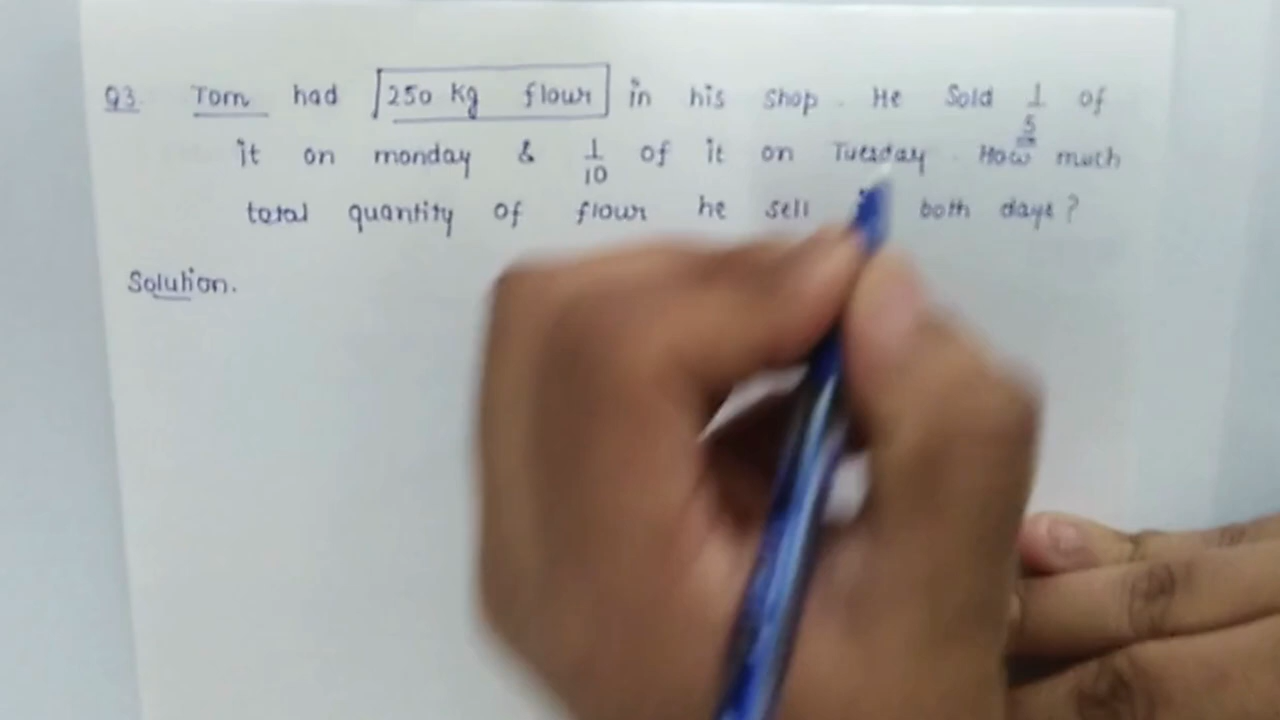 Q3. Tom had 250 Kg flour in his shop. He Sold 1/5 of
it on monday & 1/10 of it on Tuesday. How much
total quantity of flour he sell both days?
Solution.